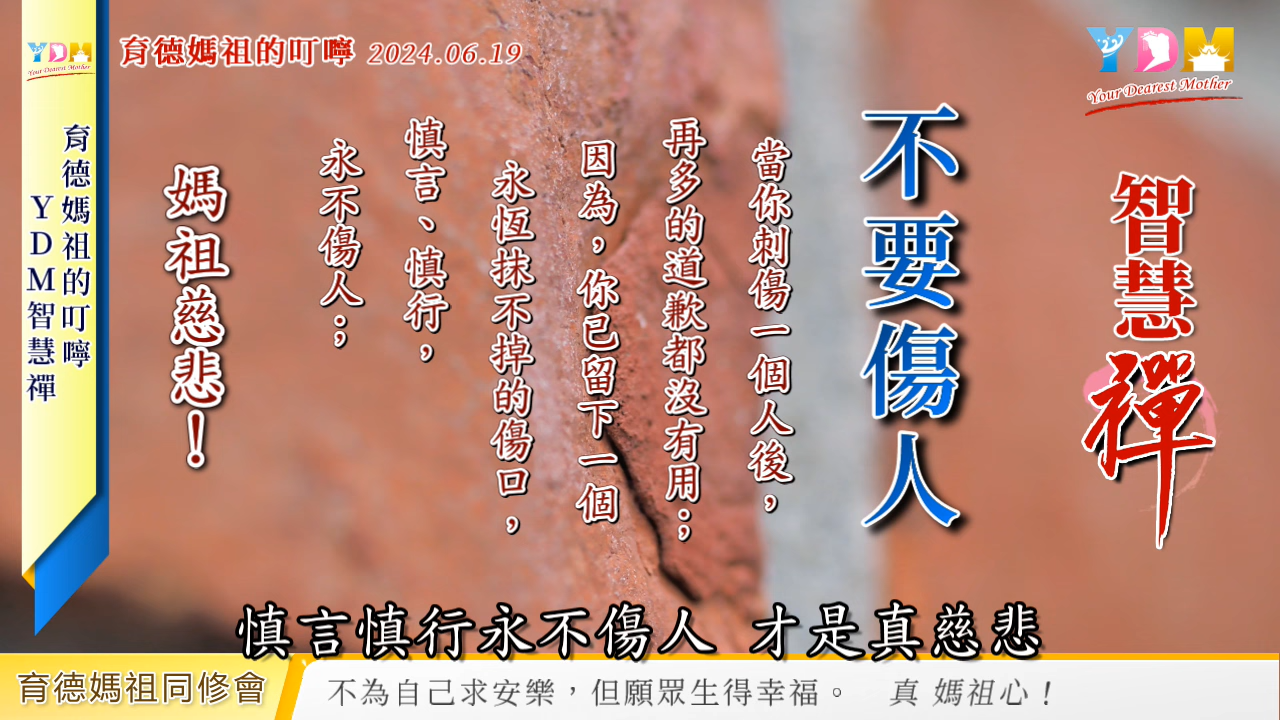 育德媽祖的叮嚀 2024.06.19
YDM
Your Dearest Mother
YDM
Your Dearest Mother
智慧禪
不要傷人
當你刺傷一個人後，
再多的道歉都沒有用；
因為，你已留下一個
永恆抹不掉的傷口，
慎言、慎行，
永不傷人；
媽祖慈悲！
育德媽祖的叮嚀
YDM智慧禪
慎言慎行永不傷人 才是真慈悲
育德媽祖同修會
不為自己求安樂，但願眾生得幸福。 真 媽祖心！